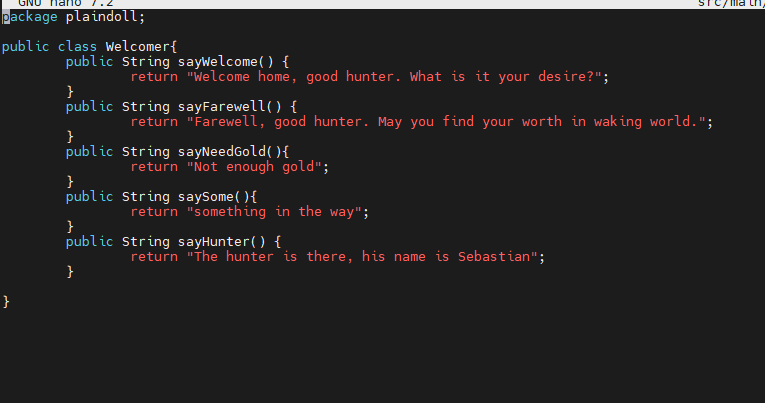 GNU nano 7.2 src/main/
package plaindoll;
public class Welcomer{
public String sayWelcome() {
return "Welcome home, good hunter. What is it your desire?";
}
public String sayFarewell() {
return "Farewell, good hunter. May you find your worth in waking world.";
}
public String sayNeedGold(){
return "Not enough gold";
}
public String saySome(){
return "something in the way";
}
public String sayHunter() {
return "The hunter is there, his name is Sebastian";
}
}